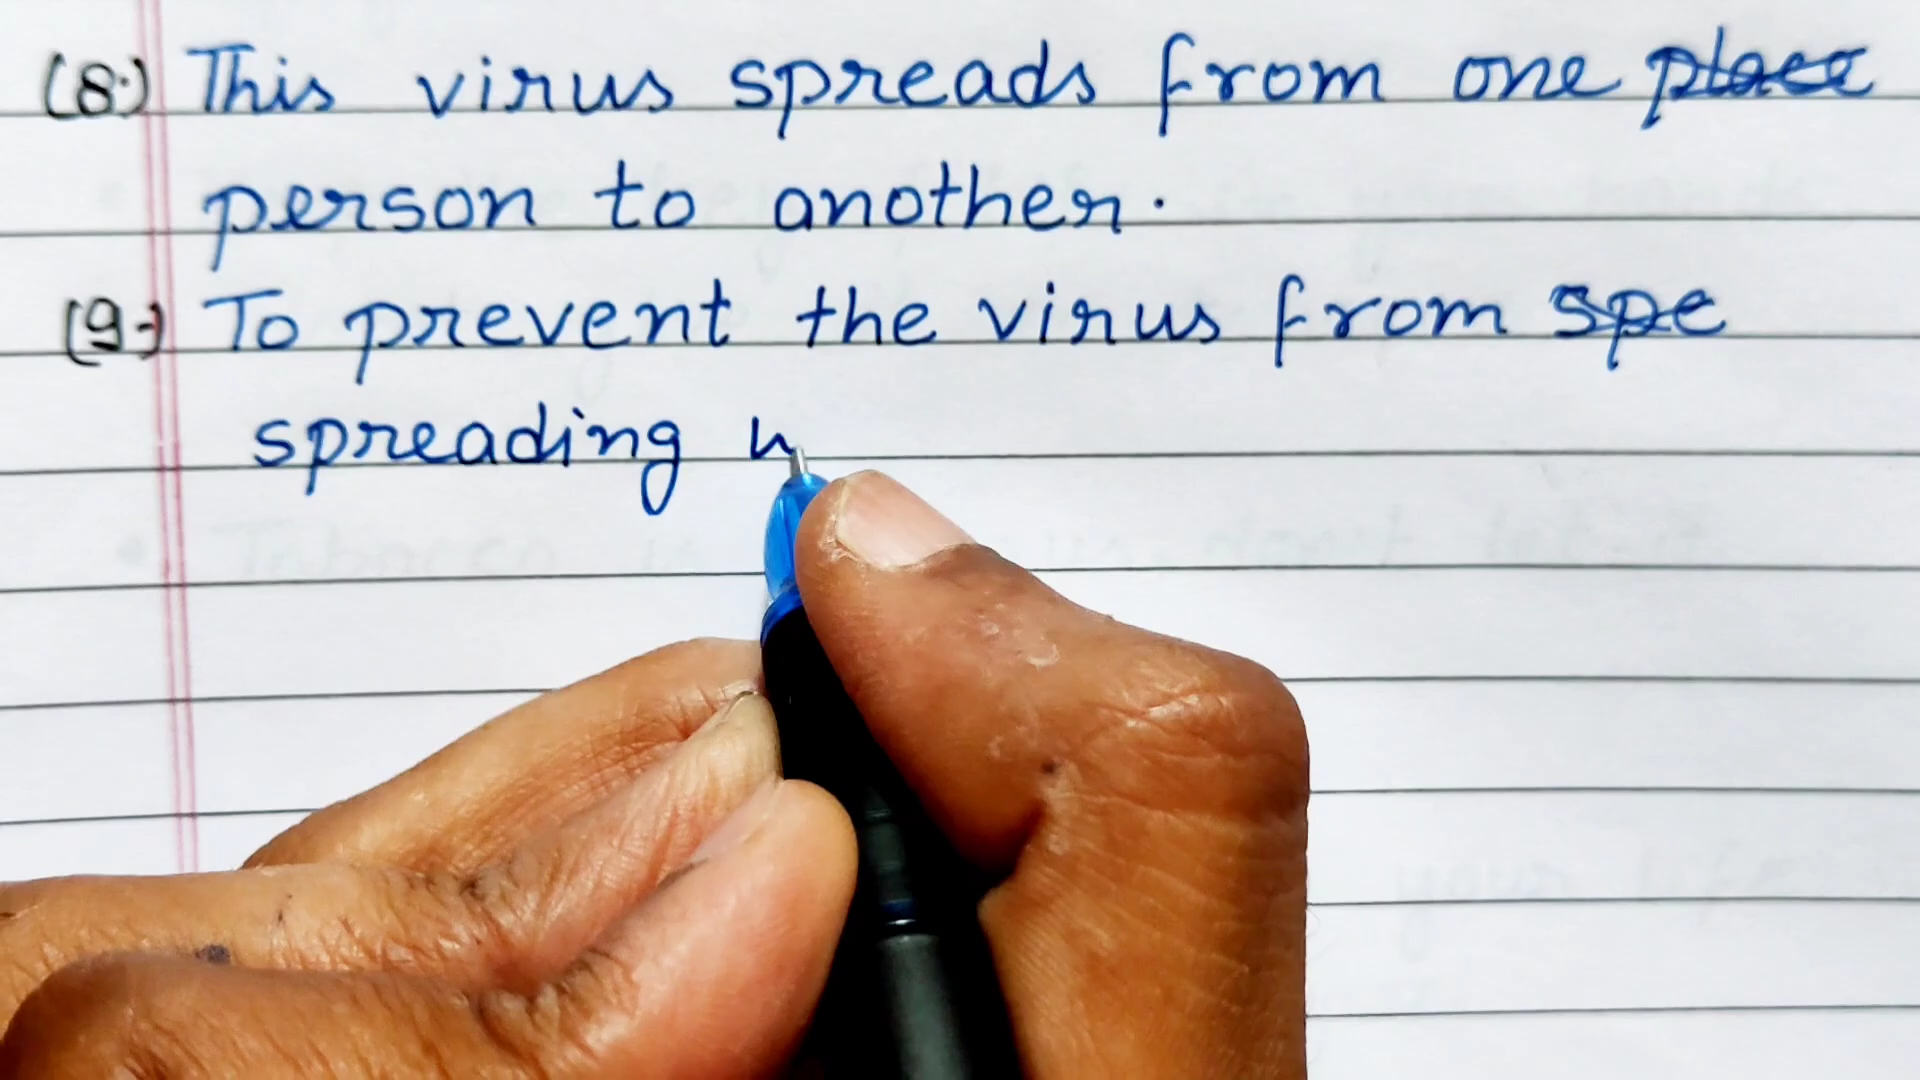 (8.) This virus spreads from one place
person to another.
(9.) To prevent the virus from spe
spreading